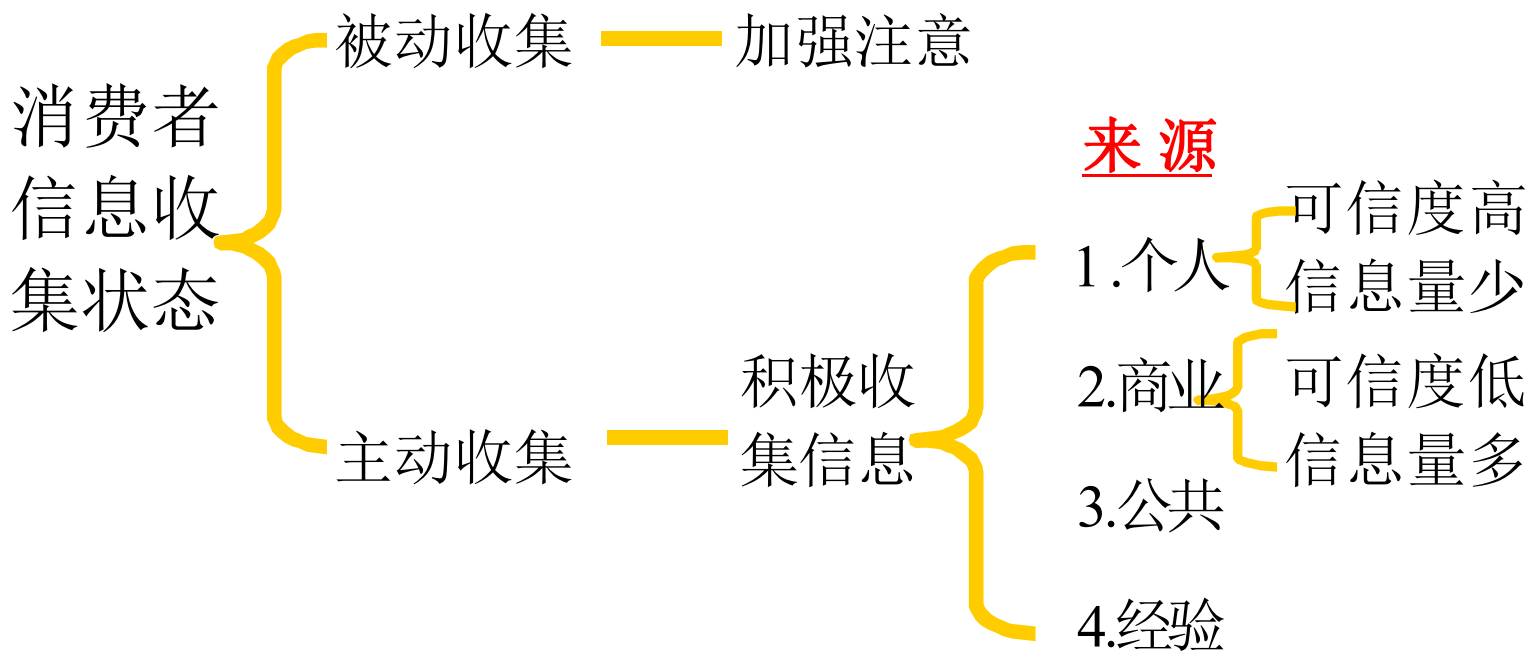 消费者
信息收
集状态
被动收集
加强注意
主动收集
积极收
集信息
来 源
1.个人
可信度高
信息量少
2.商业
可信度低
信息量多
3.公共
4.经验